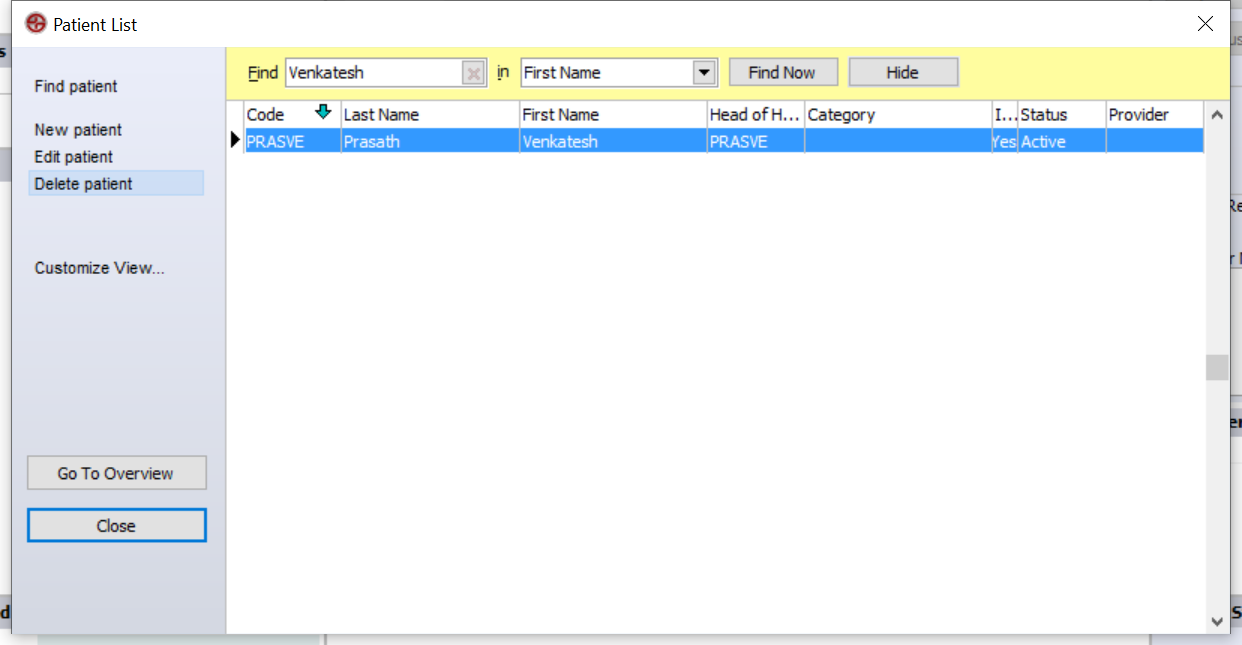 Patient List
Find patient
New patient
Edit patient
Delete patient
Customize View...
Go To Overview
Close
Find Venkatesh in First Name Find Now Hide
Code Last Name First Name Head of H... Category I... Status Provider
PRASVE Prasath Venkatesh PRASVE Yes Active